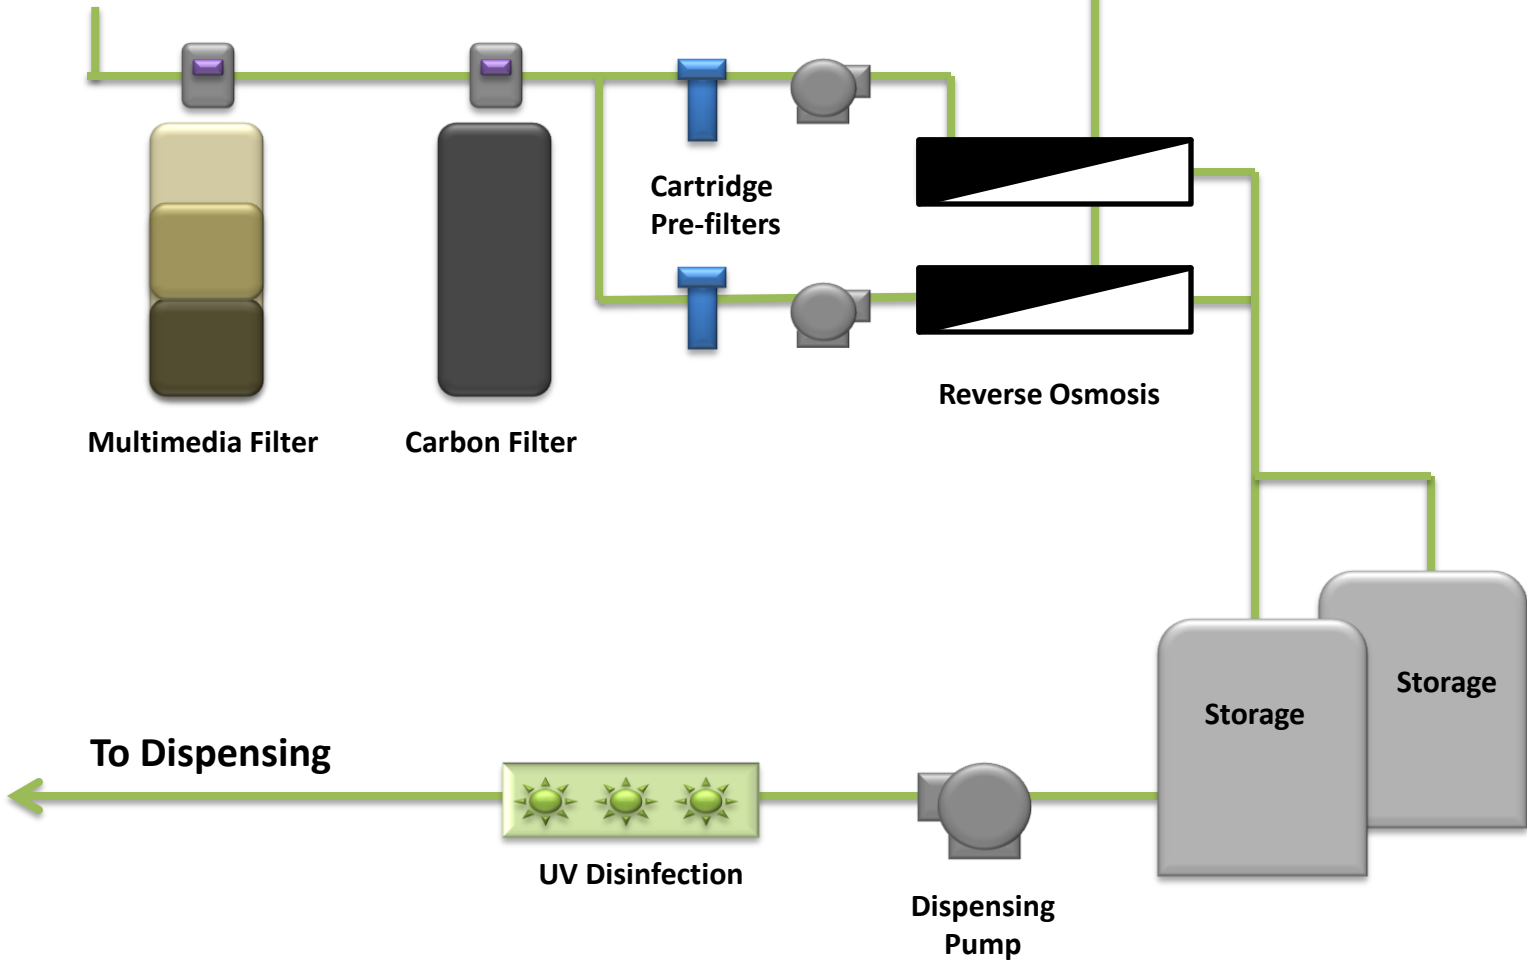 Cartridge
Pre-filters
Reverse Osmosis
Multimedia Filter
Carbon Filter
Storage
Storage
To Dispensing
UV Disinfection
Dispensing
Pump